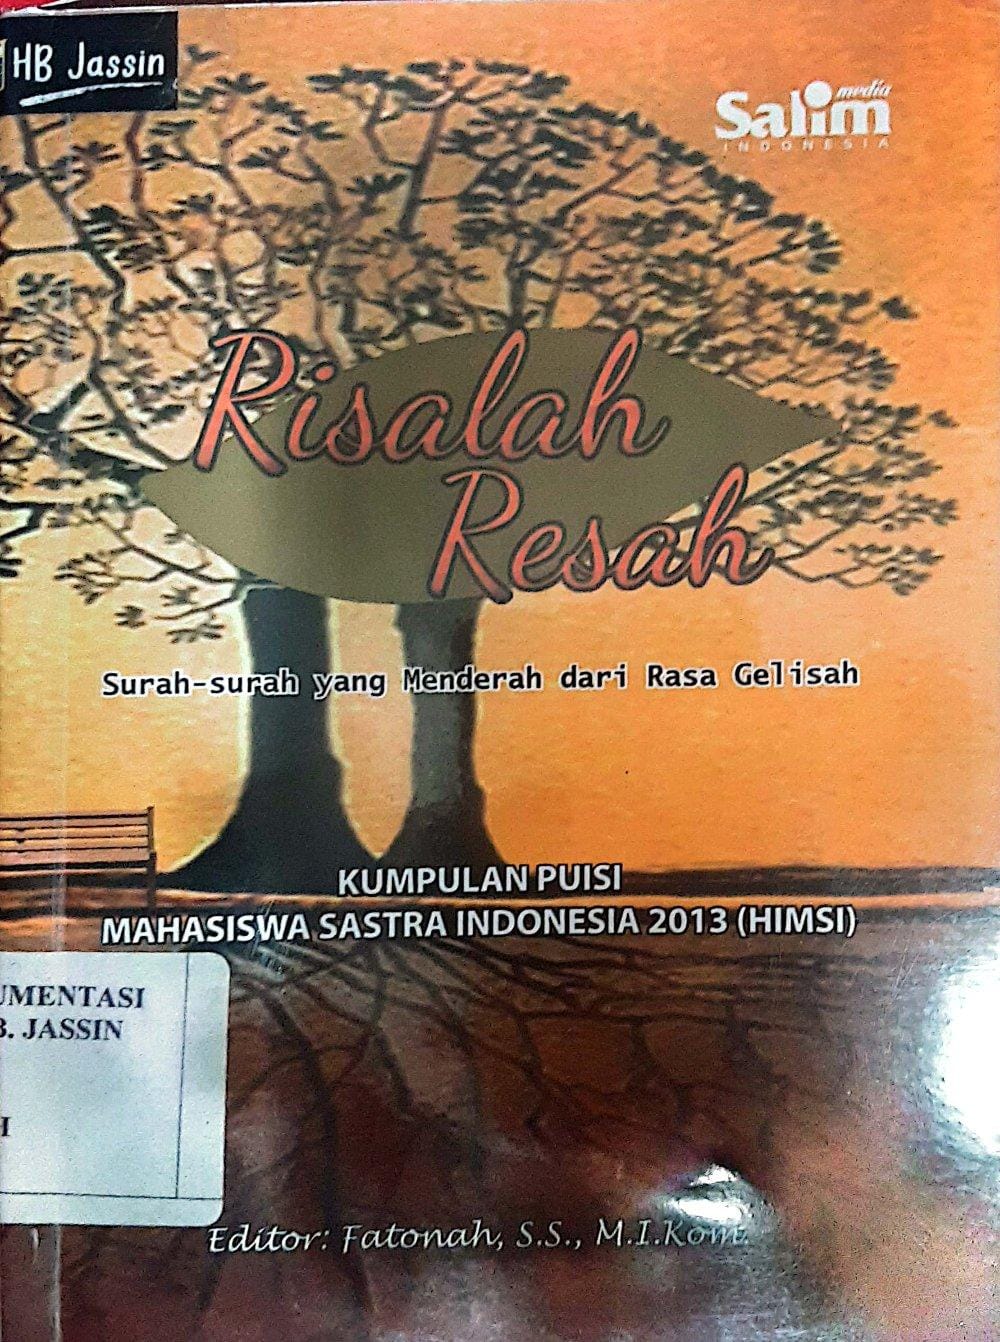 HB Jassin
Salim media
INDONESIA
Risalah
Resah
Surah-surah yang Menderah dari Rasa Gelisah
KUMPULAN PUISI
MAHASISWA SASTRA INDONESIA 2013 (HIMSI)
UMENTASI
B. JASSIN
H
Editor: Fatonah, S.S., M.I.Kom.